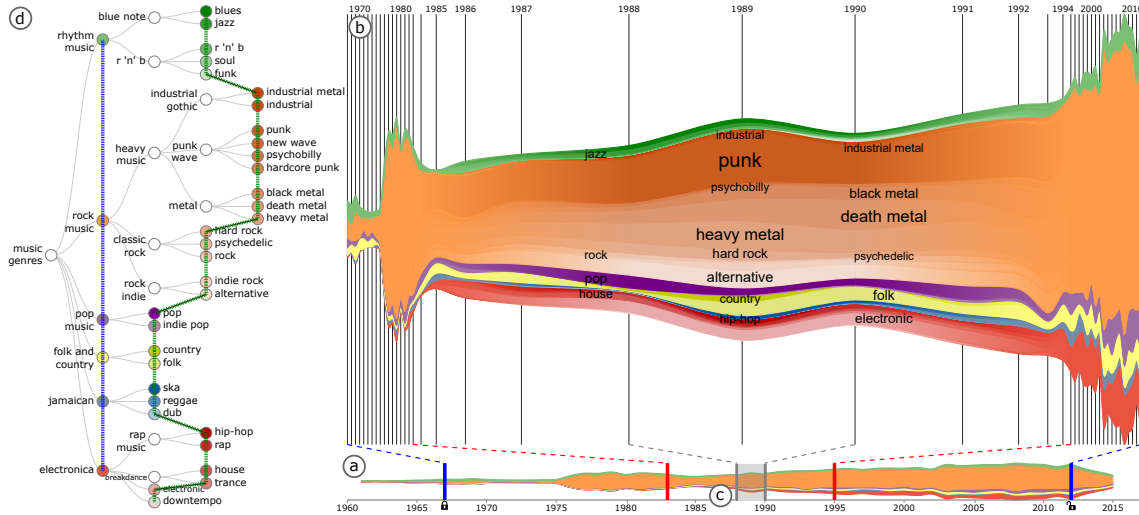 d
blue note
blues
jazz
rhythm
music
r 'n' b
r 'n' b
soul
funk
industrial
gothic
industrial metal
industrial
heavy
music
punk
wave
punk
new wave
psychobilly
hardcore punk
metal
black metal
death metal
heavy metal
rock
music
music
genres
classic
rock
hard rock
psychedelic
rock
rock
indie
indie rock
alternative
pop
music
pop
indie pop
folk and
country
country
folk
jamaican
ska
reggae
dub
rap
music
hip-hop
rap
electronica
breakdance
house
trance
electronic
downtempo
1970 1980 1985 1986 1987 1988 1989 1990 1991 1992 1994 2000 2010
b
jazz
industrial
punk
psychobilly
industrial metal
black metal
death metal
heavy metal
rock
hard rock
psychedelic
pop
alternative
house
country
folk
hip-hop
electronic
a
c
1960 1965 1970 1975 1980 1985 1990 1995 2000 2005 2010 2015